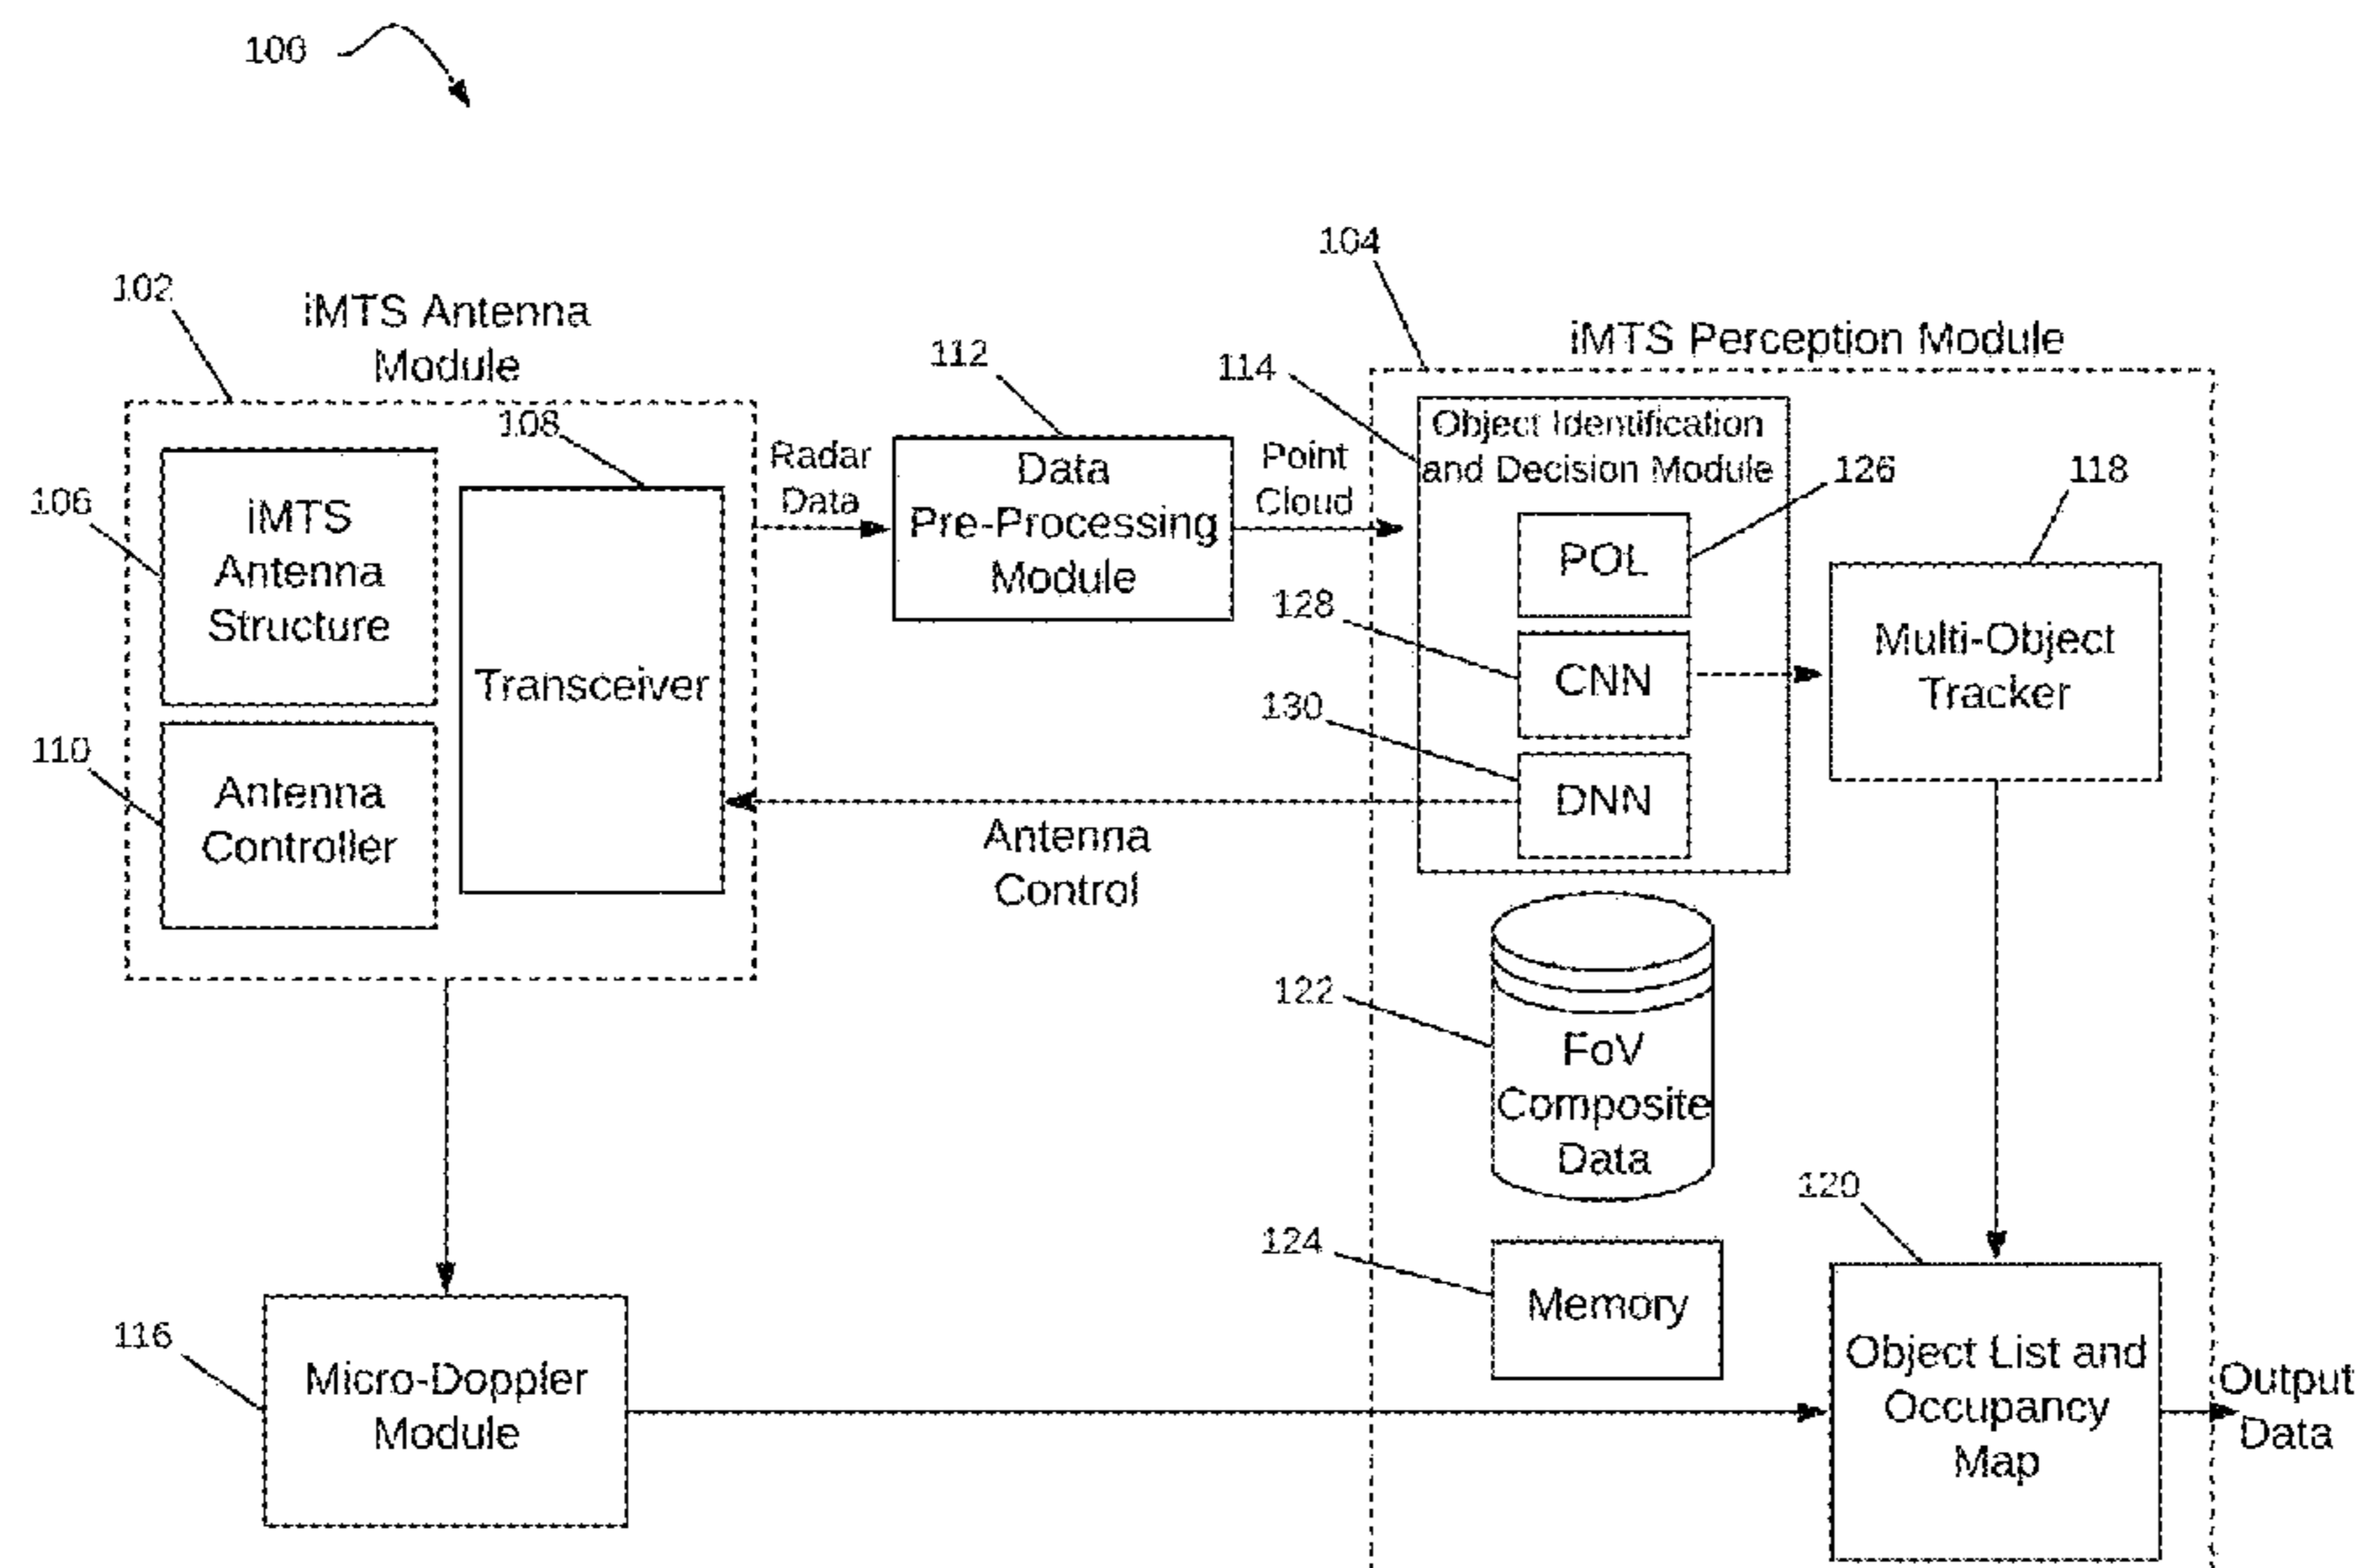 100
104
102
iMTS Antenna
Module
iMTS Perception Module
112
114
108
Object Identification
and Decision Module
Radar
Data
Data
Pre-Processing
Module
Point
Cloud
126
118
106
iMTS
Antenna
Structure
POL
128
CNN
Multi-Object
Tracker
Transceiver
130
DNN
110
Antenna
Controller
Antenna
Control
122
FoV
Composite
Data
120
124
Memory
116
Micro-Doppler
Module
Object List and
Occupancy
Map
Output
Data